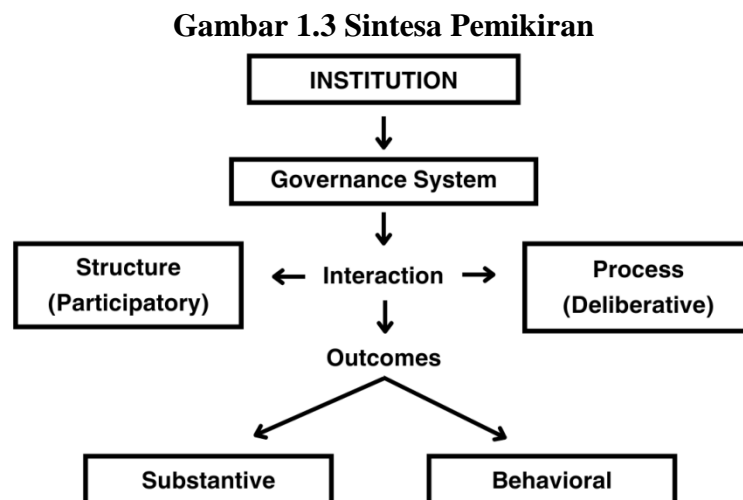 Gambar 1.3 Sintesa Pemikiran
INSTITUTION
Governance System
Structure
(Participatory)
Interaction
Process
(Deliberative)
Outcomes
Substantive
Behavioral